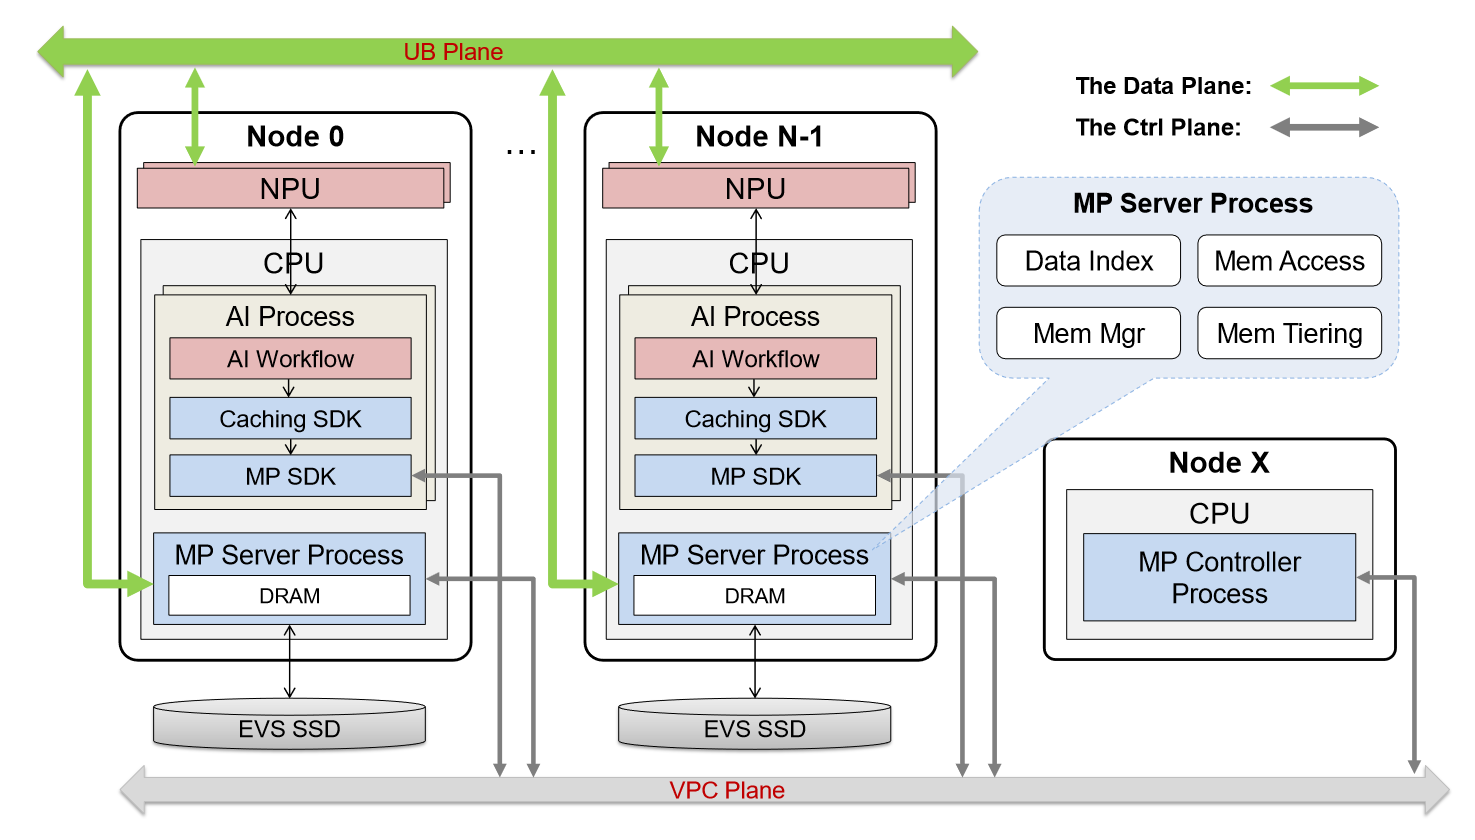 UB Plane
The Data Plane:
The Ctrl Plane:
Node 0
NPU
CPU
AI Process
AI Workflow
Caching SDK
MP SDK
MP Server Process
DRAM
EVS SSD
...
Node N-1
NPU
CPU
AI Process
AI Workflow
Caching SDK
MP SDK
MP Server Process
DRAM
EVS SSD
MP Server Process
Data Index
Mem Access
Mem Mgr
Mem Tiering
Node X
CPU
MP Controller
Process
VPC Plane